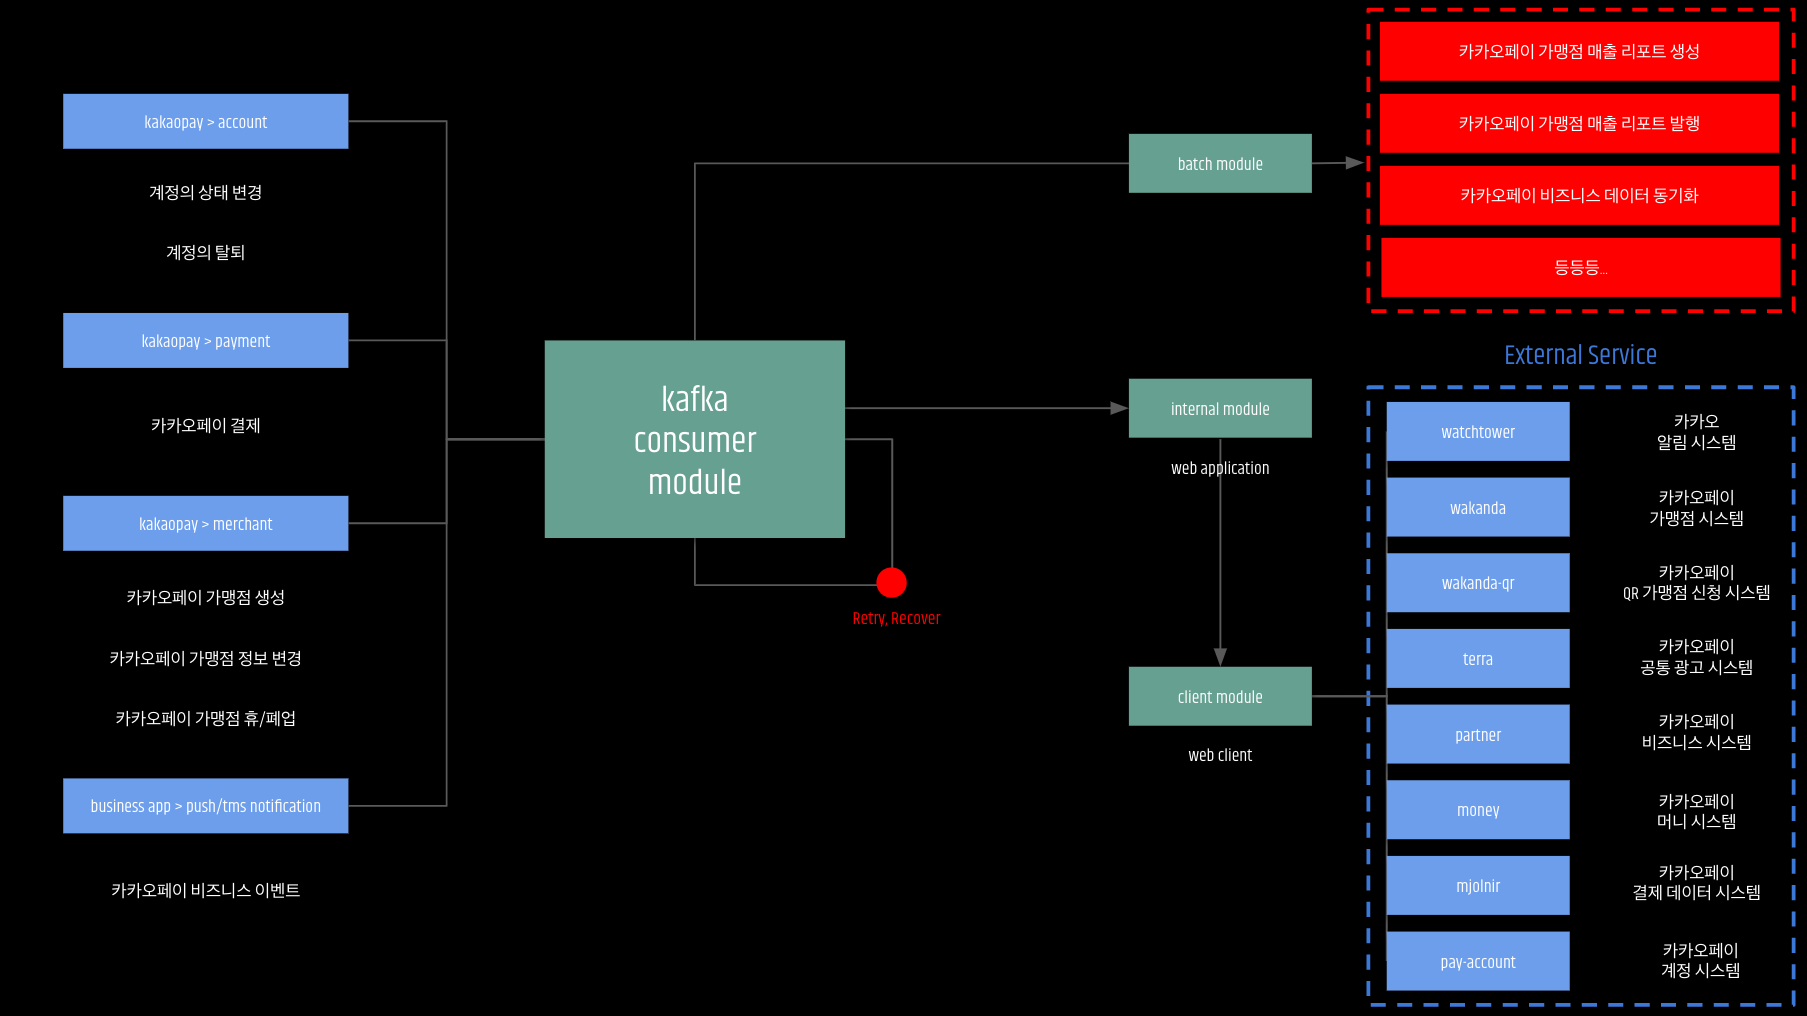 kakaopay > account
계정의 상태 변경
계정의 탈퇴
kakaopay > payment
카카오페이 결제
kakaopay > merchant
카카오페이 가맹점 생성
카카오페이 가맹점 정보 변경
카카오페이 가맹점 휴/폐업
business app > push/tms notification
카카오페이 비즈니스 이벤트
kafka
consumer
module
Retry, Recover
batch module
internal module
web application
client module
web client
카카오페이 가맹점 매출 리포트 생성
카카오페이 가맹점 매출 리포트 발행
카카오페이 비즈니스 데이터 동기화
등등등...
External Service
watchtower
카카오
알림 시스템
wakanda
카카오페이
가맹점 시스템
wakanda-qr
카카오페이
QR 가맹점 신청 시스템
terra
카카오페이
공통 광고 시스템
partner
카카오페이
비즈니스 시스템
money
카카오페이
머니 시스템
mjolnir
카카오페이
결제 데이터 시스템
pay-account
카카오페이
계정 시스템